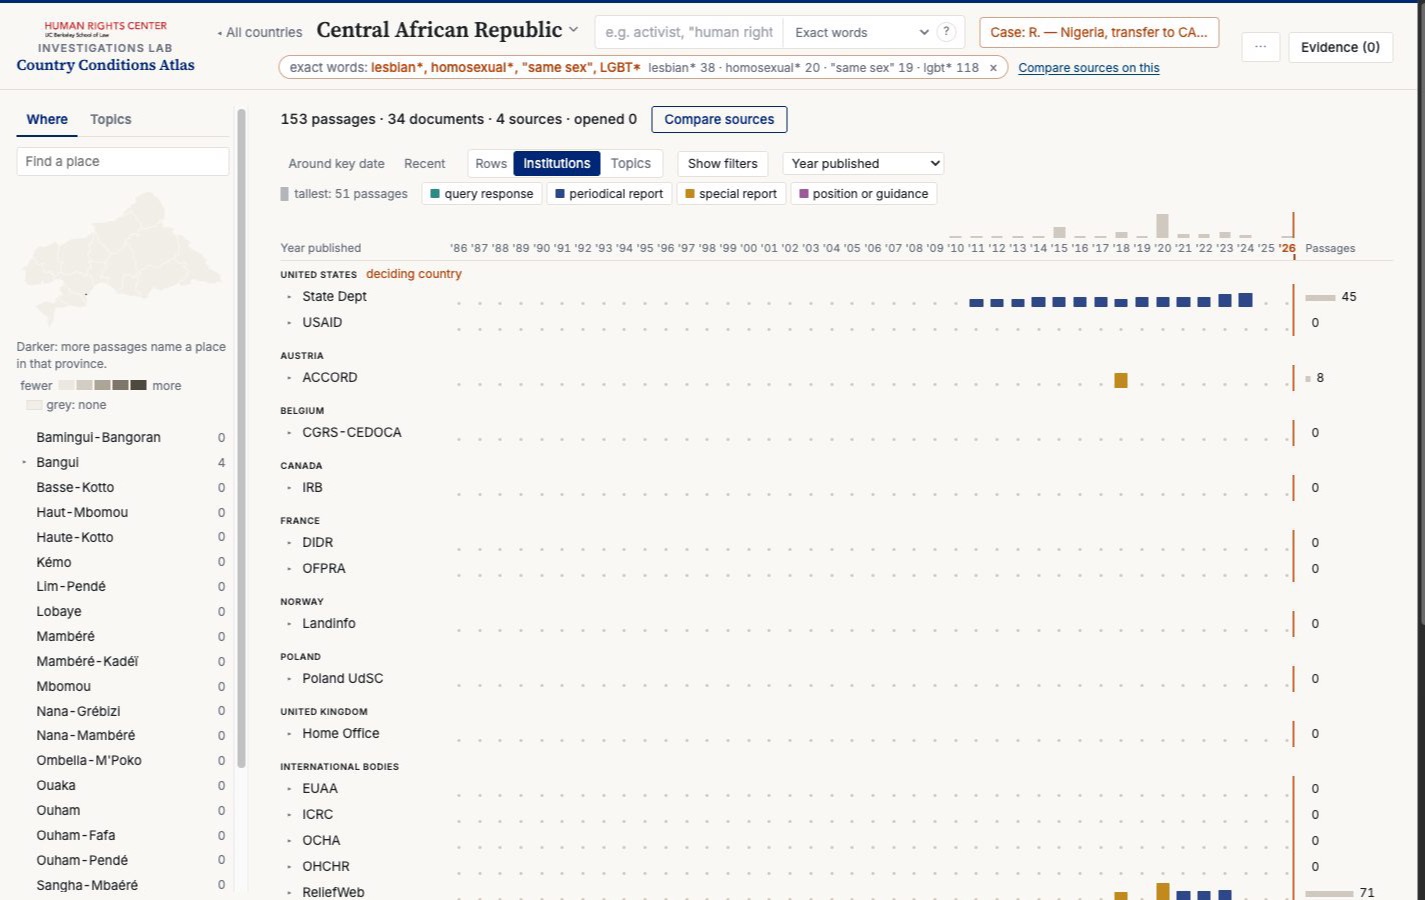 HUMAN RIGHTS CENTER
UC Berkeley School of Law
INVESTIGATIONS LAB
Country Conditions Atlas
All countries
Central African Republic
e.g. activist, "human right
Exact words
?
Case: R. — Nigeria, transfer to CA...
...
Evidence (0)
exact words: lesbian*, homosexual*, "same sex", LGBT* lesbian* 38 · homosexual* 20 · "same sex" 19 · lgbt* 118 ×
Compare sources on this
Where
Topics
Find a place
Darker: more passages name a place
in that province.
fewer more
grey: none
Bamingui-Bangoran 0
Bangui 4
Basse-Kotto 0
Haut-Mbomou 0
Haute-Kotto 0
Kémo 0
Lim-Pendé 0
Lobaye 0
Mambéré 0
Mambéré-Kadéï 0
Mbomou 0
Nana-Grébizi 0
Nana-Mambéré 0
Ombella-M'Poko 0
Ouaka 0
Ouham 0
Ouham-Fafa 0
Ouham-Pendé 0
Sangha-Mbaéré 0
153 passages · 34 documents · 4 sources · opened 0
Compare sources
Around key date
Recent
Rows
Institutions
Topics
Show filters
Year published
tallest: 51 passages
query response
periodical report
special report
position or guidance
Year published '86 '87 '88 '89 '90 '91 '92 '93 '94 '95 '96 '97 '98 '99 '00 '01 '02 '03 '04 '05 '06 '07 '08 '09 '10 '11 '12 '13 '14 '15 '16 '17 '18 '19 '20 '21 '22 '23 '24 '25 '26 Passages
UNITED STATES deciding country
State Dept 45
USAID 0
AUSTRIA
ACCORD 8
BELGIUM
CGRS-CEDOCA 0
CANADA
IRB 0
FRANCE
DIDR 0
OFPRA 0
NORWAY
Landinfo 0
POLAND
Poland UdSC 0
UNITED KINGDOM
Home Office 0
INTERNATIONAL BODIES
EUAA 0
ICRC 0
OCHA 0
OHCHR 0
ReliefWeb 71